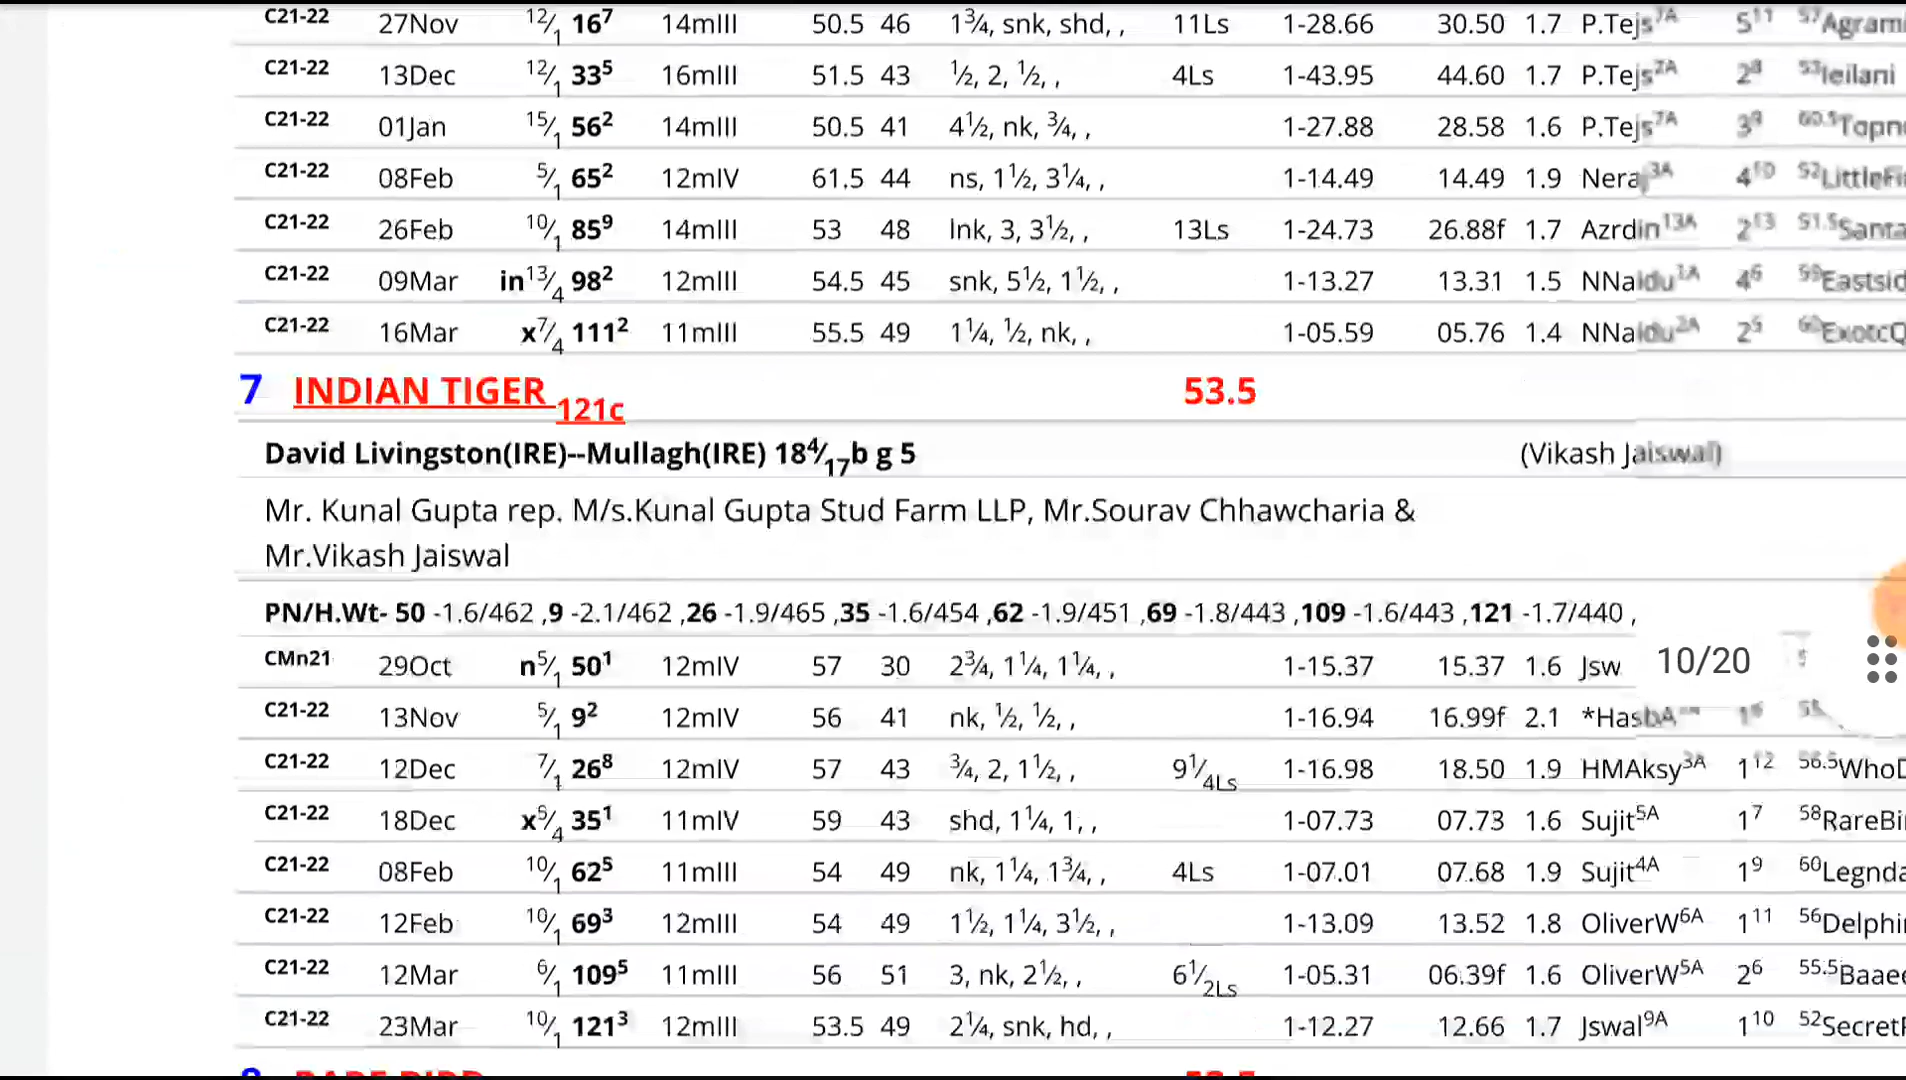 C21-22 27Nov 12/1 16⁷ 14mIII 50.5 46 1¾, snk, shd, , 11Ls 1-28.66 30.50 1.7 P.Tejs⁷ᴬ 5¹¹ ⁵⁷Agrami
C21-22 13Dec 12/1 33⁵ 16mIII 51.5 43 ½, 2, ½, , 4Ls 1-43.95 44.60 1.7 P.Tejs²ᴬ 2⁸ ⁵³Ieilani
C21-22 01Jan 15/1 56² 14mIII 50.5 41 4½, nk, ¾, , 1-27.88 28.58 1.6 P.Tejs⁷ᴬ 3⁹ ⁶⁰·⁵Topn
C21-22 08Feb 5/1 65² 12mIV 61.5 44 ns, 1½, 3¼, , 1-14.49 14.49 1.9 Neraj³ᴬ 4¹⁰ ⁵²LittleFi
C21-22 26Feb 10/1 85⁹ 14mIII 53 48 lnk, 3, 3½, , 13Ls 1-24.73 26.88f 1.7 Azrdin¹³ᴬ 2¹³ ⁵¹·⁵Santa
C21-22 09Mar in13/4 98² 12mIII 54.5 45 snk, 5½, 1½, , 1-13.27 13.31 1.5 NNaidu¹ᴬ 4⁶ ⁵⁹Eastsid
C21-22 16Mar x7/4 111² 11mIII 55.5 49 1¼, ½, nk, , 1-05.59 05.76 1.4 NNaidu²ᴬ 2⁵ ⁶⁰ExotcQ
7 INDIAN TIGER 121c 53.5
David Livingston(IRE)--Mullagh(IRE) 18⁴/₁₇b g 5 (Vikash Jaiswal)
Mr. Kunal Gupta rep. M/s.Kunal Gupta Stud Farm LLP, Mr.Sourav Chhawcharia &
Mr.Vikash Jaiswal
PN/H.Wt- 50 -1.6/462 ,9 -2.1/462 ,26 -1.9/465 ,35 -1.6/454 ,62 -1.9/451 ,69 -1.8/443 ,109 -1.6/443 ,121 -1.7/440 ,
CMn21 29Oct n5/1 50¹ 12mIV 57 30 2¾, 1¼, 1¼, , 1-15.37 15.37 1.6 Jsw 10/20
C21-22 13Nov 5/1 9² 12mIV 56 41 nk, ½, ½, , 1-16.94 16.99f 2.1 *HasbA
C21-22 12Dec 7/1 26⁸ 12mIV 57 43 ¾, 2, 1½, , 9¼Ls 1-16.98 18.50 1.9 HMAksy³ᴬ 1¹² ⁵⁶·⁵WhoD
C21-22 18Dec x5/4 35¹ 11mIV 59 43 shd, 1¼, 1, , 1-07.73 07.73 1.6 Sujit⁵ᴬ 1⁷ ⁵⁸RareBi
C21-22 08Feb 10/1 62⁵ 11mIII 54 49 nk, 1¼, 1¾, , 4Ls 1-07.01 07.68 1.9 Sujit⁴ᴬ 1⁹ ⁶⁰Legnda
C21-22 12Feb 10/1 69³ 12mIII 54 49 1½, 1¼, 3½, , 1-13.09 13.52 1.8 OliverW⁶ᴬ 1¹¹ ⁵⁶Delphi
C21-22 12Mar 6/1 109⁵ 11mIII 56 51 3, nk, 2½, , 6½Ls 1-05.31 06.39f 1.6 OliverW⁵ᴬ 2⁶ ⁵⁵·⁵Baaee
C21-22 23Mar 10/1 121³ 12mIII 53.5 49 2¼, snk, hd, , 1-12.27 12.66 1.7 Jswal⁹ᴬ 1¹⁰ ⁵²Secret
8 RARE BIRD 53.5